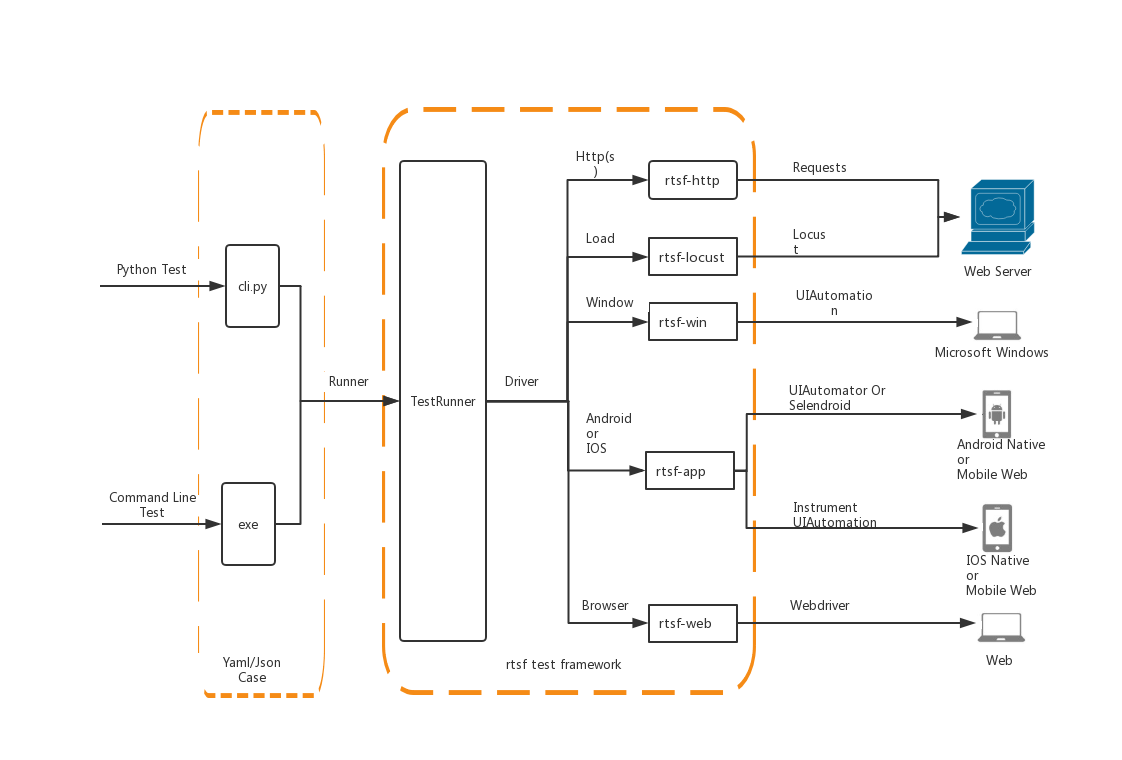 Python Test
cli.py
Command Line
Test
exe
Yaml/Json
Case
Runner
TestRunner
Driver
Http(s
)
rtsf-http
Requests
Load
rtsf-locust
Locus
t
Web Server
Window
rtsf-win
UIAutomatio
n
Microsoft Windows
Android
or
IOS
rtsf-app
UIAutomator Or
Selendroid
Android Native
or
Mobile Web
Instrument
UIAutomation
IOS Native
or
Mobile Web
Browser
rtsf-web
Webdriver
Web
rtsf test framework